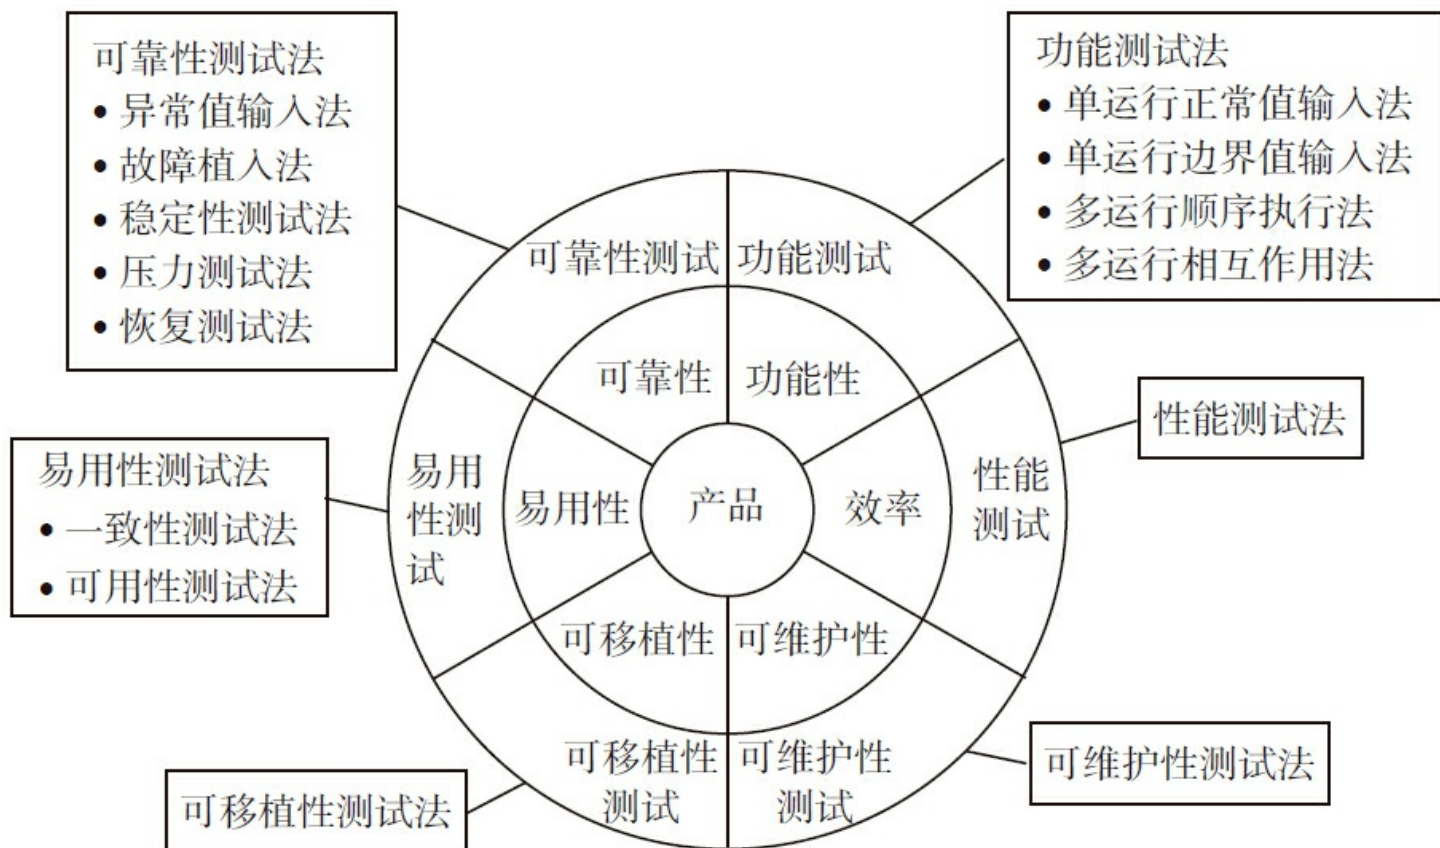 可靠性测试法
• 异常值输入法
• 故障植入法
• 稳定性测试法
• 压力测试法
• 恢复测试法
功能测试法
• 单运行正常值输入法
• 单运行边界值输入法
• 多运行顺序执行法
• 多运行相互作用法
可靠性测试
功能测试
可靠性
功能性
性能测试法
易用性测试法
• 一致性测试法
• 可用性测试法
易用
性测
试
易用性
产品
效率
性能
测试
可移植性
可维护性
可移植性
测试
可维护性
测试
可维护性测试法
可移植性测试法